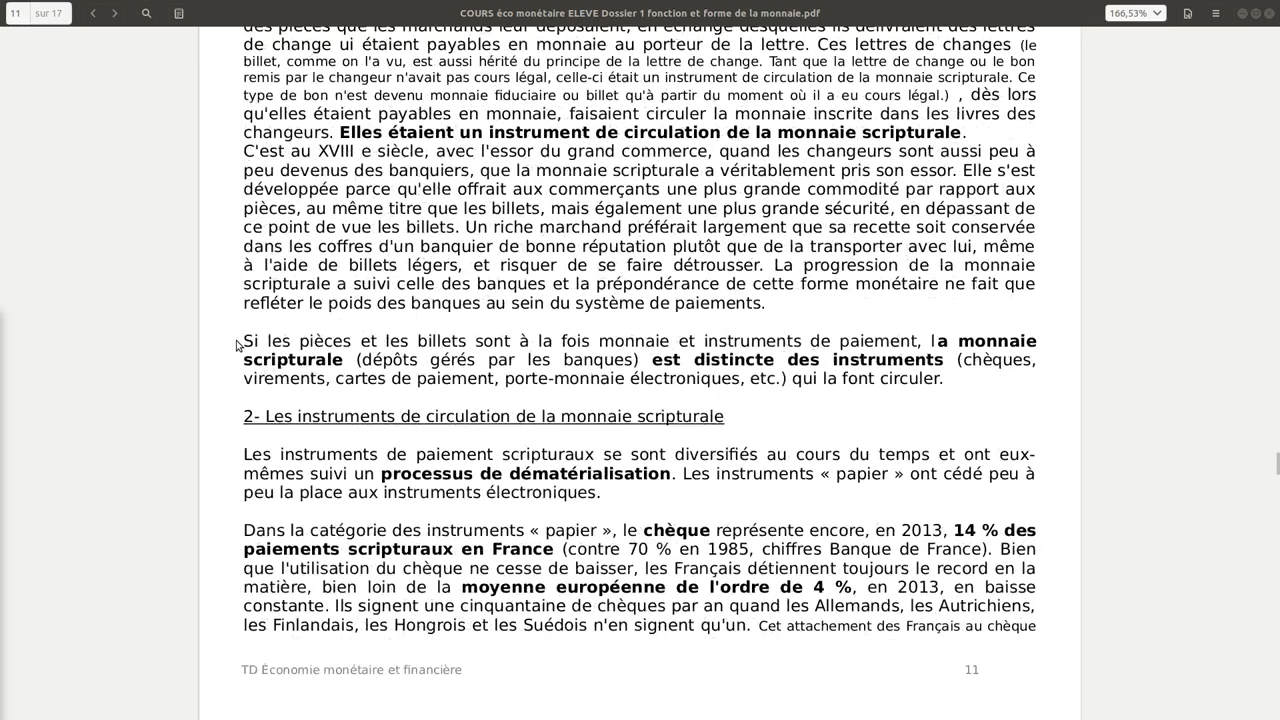 11 sur 17 COURS éco monétaire ELEVE Dossier 1 fonction et forme de la monnaie.pdf 166,53%
des pièces que les marchands leur déposaient, en échange desquelles ils délivraient des lettres
de change ui étaient payables en monnaie au porteur de la lettre. Ces lettres de changes (le
billet, comme on l'a vu, est aussi hérité du principe de la lettre de change. Tant que la lettre de change ou le bon
remis par le changeur n'avait pas cours légal, celle-ci était un instrument de circulation de la monnaie scripturale. Ce
type de bon n'est devenu monnaie fiduciaire ou billet qu'à partir du moment où il a eu cours légal.) , dès lors
qu'elles étaient payables en monnaie, faisaient circuler la monnaie inscrite dans les livres des
changeurs. Elles étaient un instrument de circulation de la monnaie scripturale.
C'est au XVIII e siècle, avec l'essor du grand commerce, quand les changeurs sont aussi peu à
peu devenus des banquiers, que la monnaie scripturale a véritablement pris son essor. Elle s'est
développée parce qu'elle offrait aux commerçants une plus grande commodité par rapport aux
pièces, au même titre que les billets, mais également une plus grande sécurité, en dépassant de
ce point de vue les billets. Un riche marchand préférait largement que sa recette soit conservée
dans les coffres d'un banquier de bonne réputation plutôt que de la transporter avec lui, même
à l'aide de billets légers, et risquer de se faire détrousser. La progression de la monnaie
scripturale a suivi celle des banques et la prépondérance de cette forme monétaire ne fait que
refléter le poids des banques au sein du système de paiements.
Si les pièces et les billets sont à la fois monnaie et instruments de paiement, la monnaie
scripturale (dépôts gérés par les banques) est distincte des instruments (chèques,
virements, cartes de paiement, porte-monnaie électroniques, etc.) qui la font circuler.
2- Les instruments de circulation de la monnaie scripturale
Les instruments de paiement scripturaux se sont diversifiés au cours du temps et ont eux-
mêmes suivi un processus de dématérialisation. Les instruments « papier » ont cédé peu à
peu la place aux instruments électroniques.
Dans la catégorie des instruments « papier », le chèque représente encore, en 2013, 14 % des
paiements scripturaux en France (contre 70 % en 1985, chiffres Banque de France). Bien
que l'utilisation du chèque ne cesse de baisser, les Français détiennent toujours le record en la
matière, bien loin de la moyenne européenne de l'ordre de 4 %, en 2013, en baisse
constante. Ils signent une cinquantaine de chèques par an quand les Allemands, les Autrichiens,
les Finlandais, les Hongrois et les Suédois n'en signent qu'un. Cet attachement des Français au chèque
TD Économie monétaire et financière 11